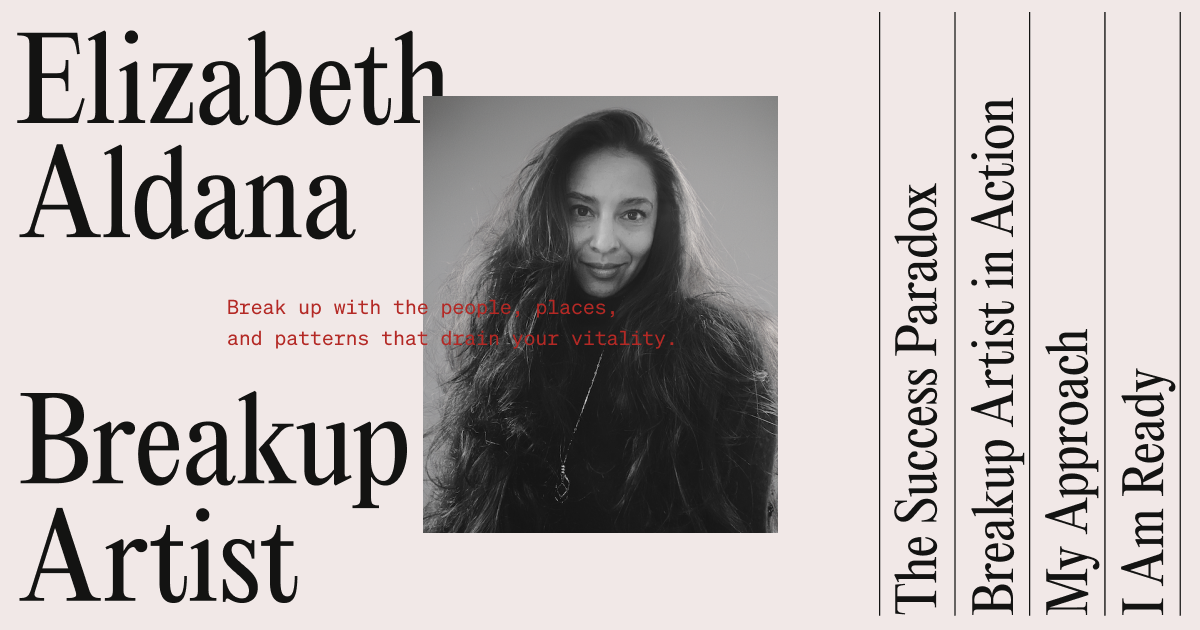 Elizabeth
Aldana
Break up with the people, places,
and patterns that drain your vitality.
Breakup
Artist
The Success Paradox
Breakup Artist in Action
My Approach
I Am Ready